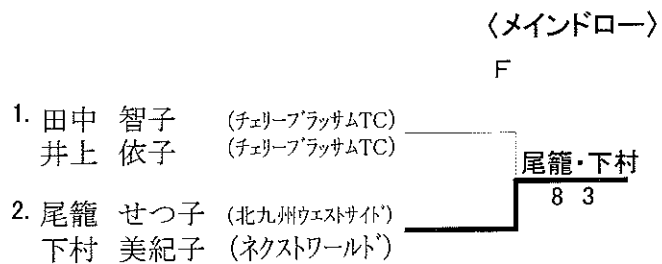 〈メインドロー〉
F
1. 田中 智子 (チェリーブラッサムTC)
井上 依子 (チェリーブラッサムTC)
尾籠・下村
8 3
2. 尾籠 せつ子 (北九州ウエストサイド)
下村 美紀子 (ネクストワールド)